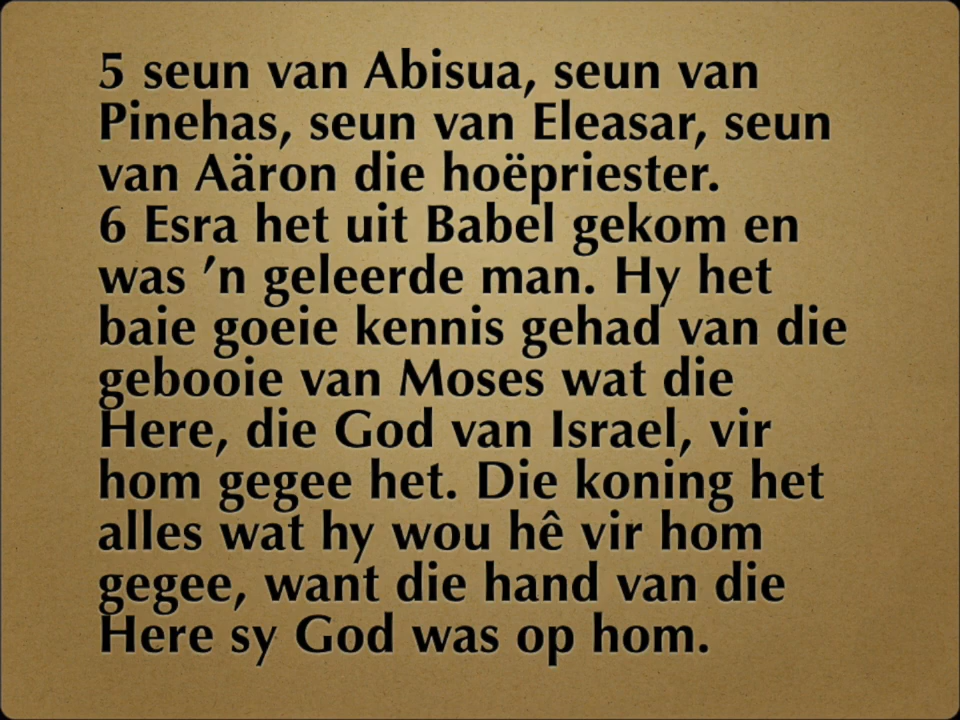 5 seun van Abisua, seun van
Pinehas, seun van Eleasar, seun
van Aäron die hoëpriester.
6 Esra het uit Babel gekom en
was ’n geleerde man. Hy het
baie goeie kennis gehad van die
gebooie van Moses wat die
Here, die God van Israel, vir
hom gegee het. Die koning het
alles wat hy wou hê vir hom
gegee, want die hand van die
Here sy God was op hom.